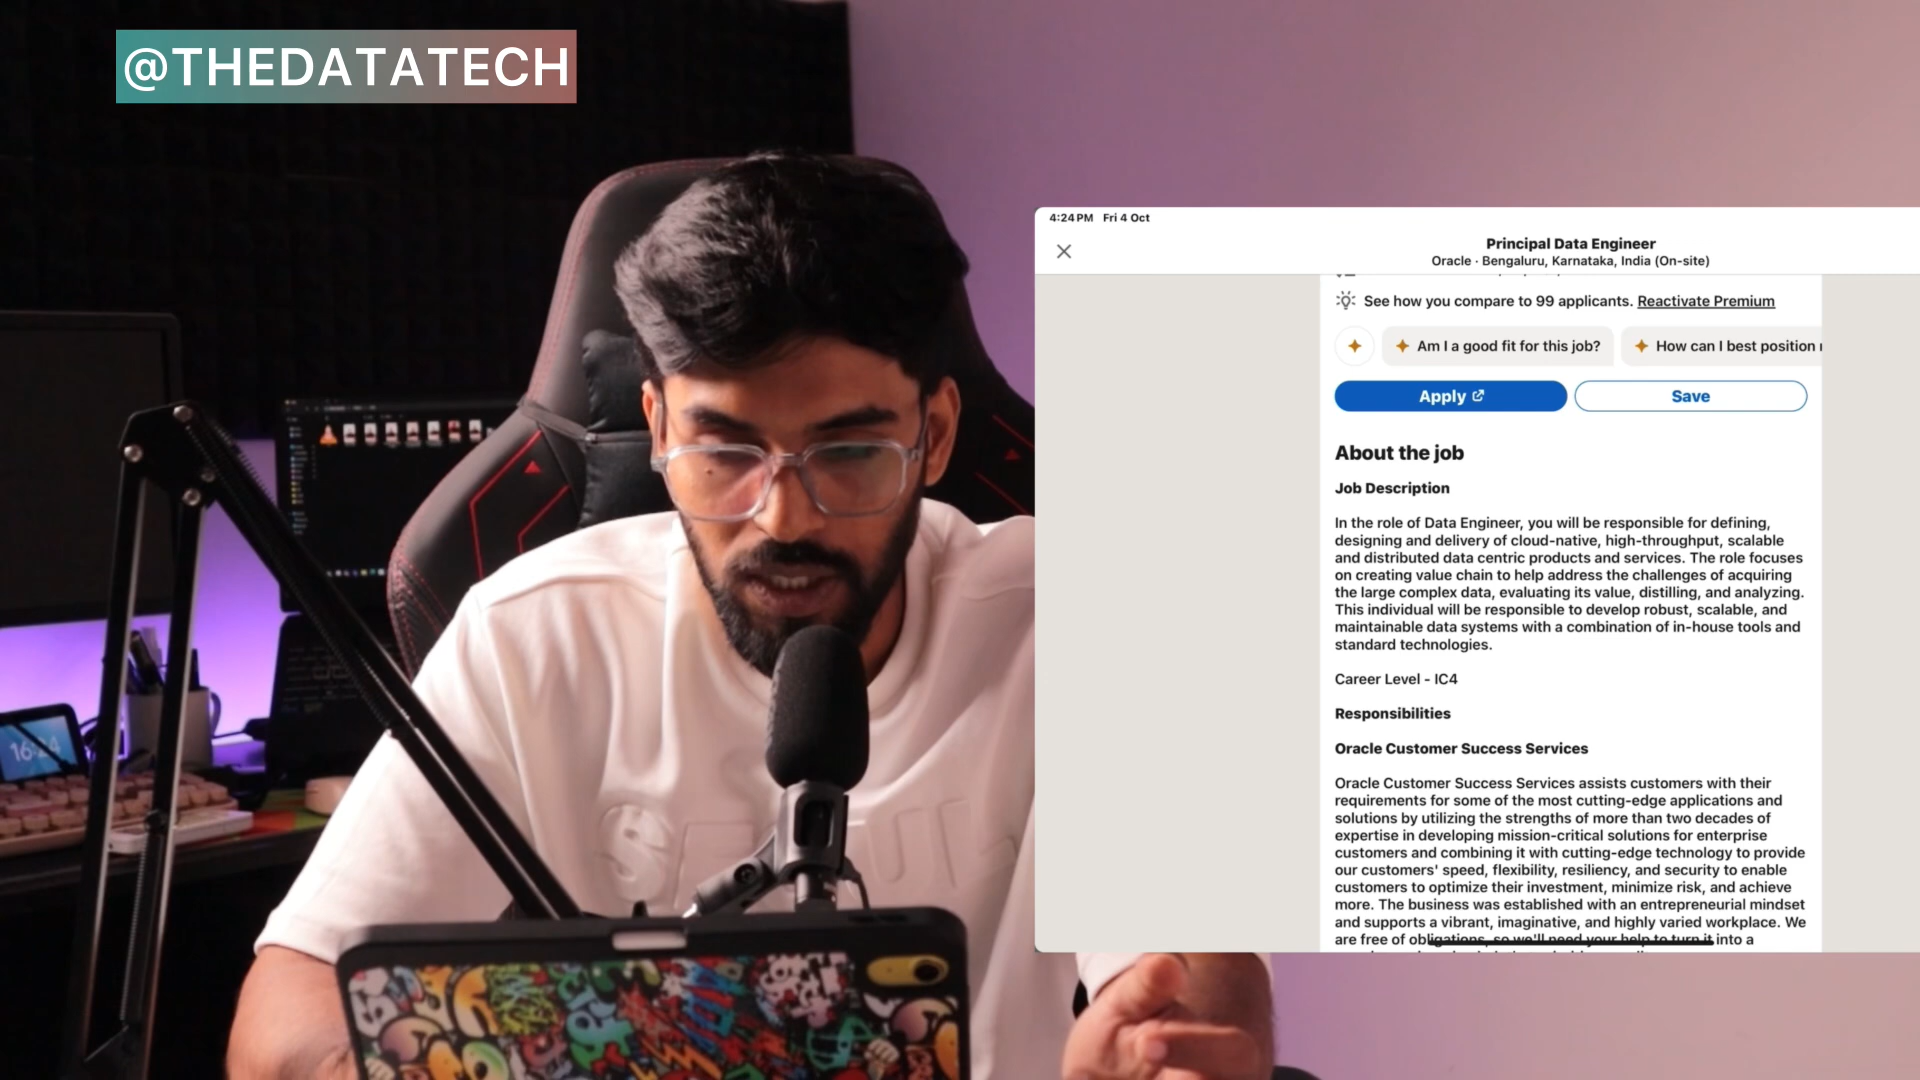 @THEDATATECH
4:24 PM Fri 4 Oct
Principal Data Engineer
Oracle · Bengaluru, Karnataka, India (On-site)
See how you compare to 99 applicants. Reactivate Premium
Am I a good fit for this job?
How can I best position
Apply
Save
About the job
Job Description
In the role of Data Engineer, you will be responsible for defining,
designing and delivery of cloud-native, high-throughput, scalable
and distributed data centric products and services. The role focuses
on creating value chain to help address the challenges of acquiring
the large complex data, evaluating its value, distilling, and analyzing.
This individual will be responsible to develop robust, scalable, and
maintainable data systems with a combination of in-house tools and
standard technologies.
Career Level - IC4
Responsibilities
Oracle Customer Success Services
Oracle Customer Success Services assists customers with their
requirements for some of the most cutting-edge applications and
solutions by utilizing the strengths of more than two decades of
expertise in developing mission-critical solutions for enterprise
customers and combining it with cutting-edge technology to provide
our customers' speed, flexibility, resiliency, and security to enable
customers to optimize their investment, minimize risk, and achieve
more. The business was established with an entrepreneurial mindset
and supports a vibrant, imaginative, and highly varied workplace. We
are free of obligations, so we'll need your help to turn it into a